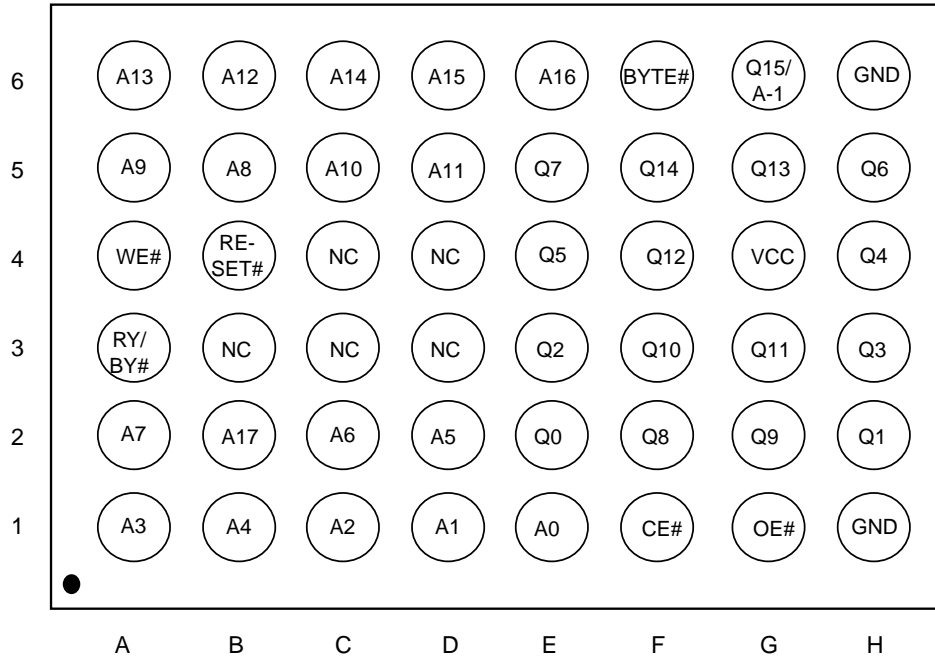 6 A13 A12 A14 A15 A16 BYTE# Q15/
A-1 GND
5 A9 A8 A10 A11 Q7 Q14 Q13 Q6
4 WE# RE-
SET# NC NC Q5 Q12 VCC Q4
3 RY/
BY# NC NC NC Q2 Q10 Q11 Q3
2 A7 A17 A6 A5 Q0 Q8 Q9 Q1
1 A3 A4 A2 A1 A0 CE# OE# GND
A B C D E F G H